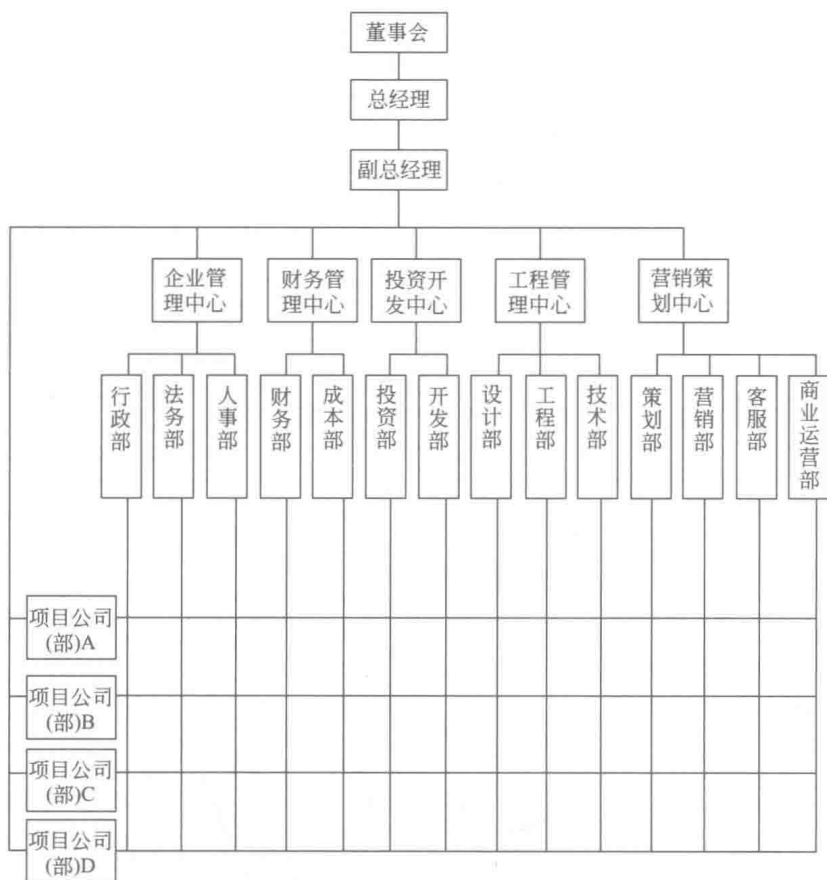 董事会
总经理
副总经理
企业管
理中心
财务管
理中心
投资开
发中心
工程管
理中心
营销策
划中心
行政部
法务部
人事部
财务部
成本部
投资部
开发部
设计部
工程部
技术部
策划部
营销部
客服部
商业运营部
项目公司
(部)A
项目公司
(部)B
项目公司
(部)C
项目公司
(部)D